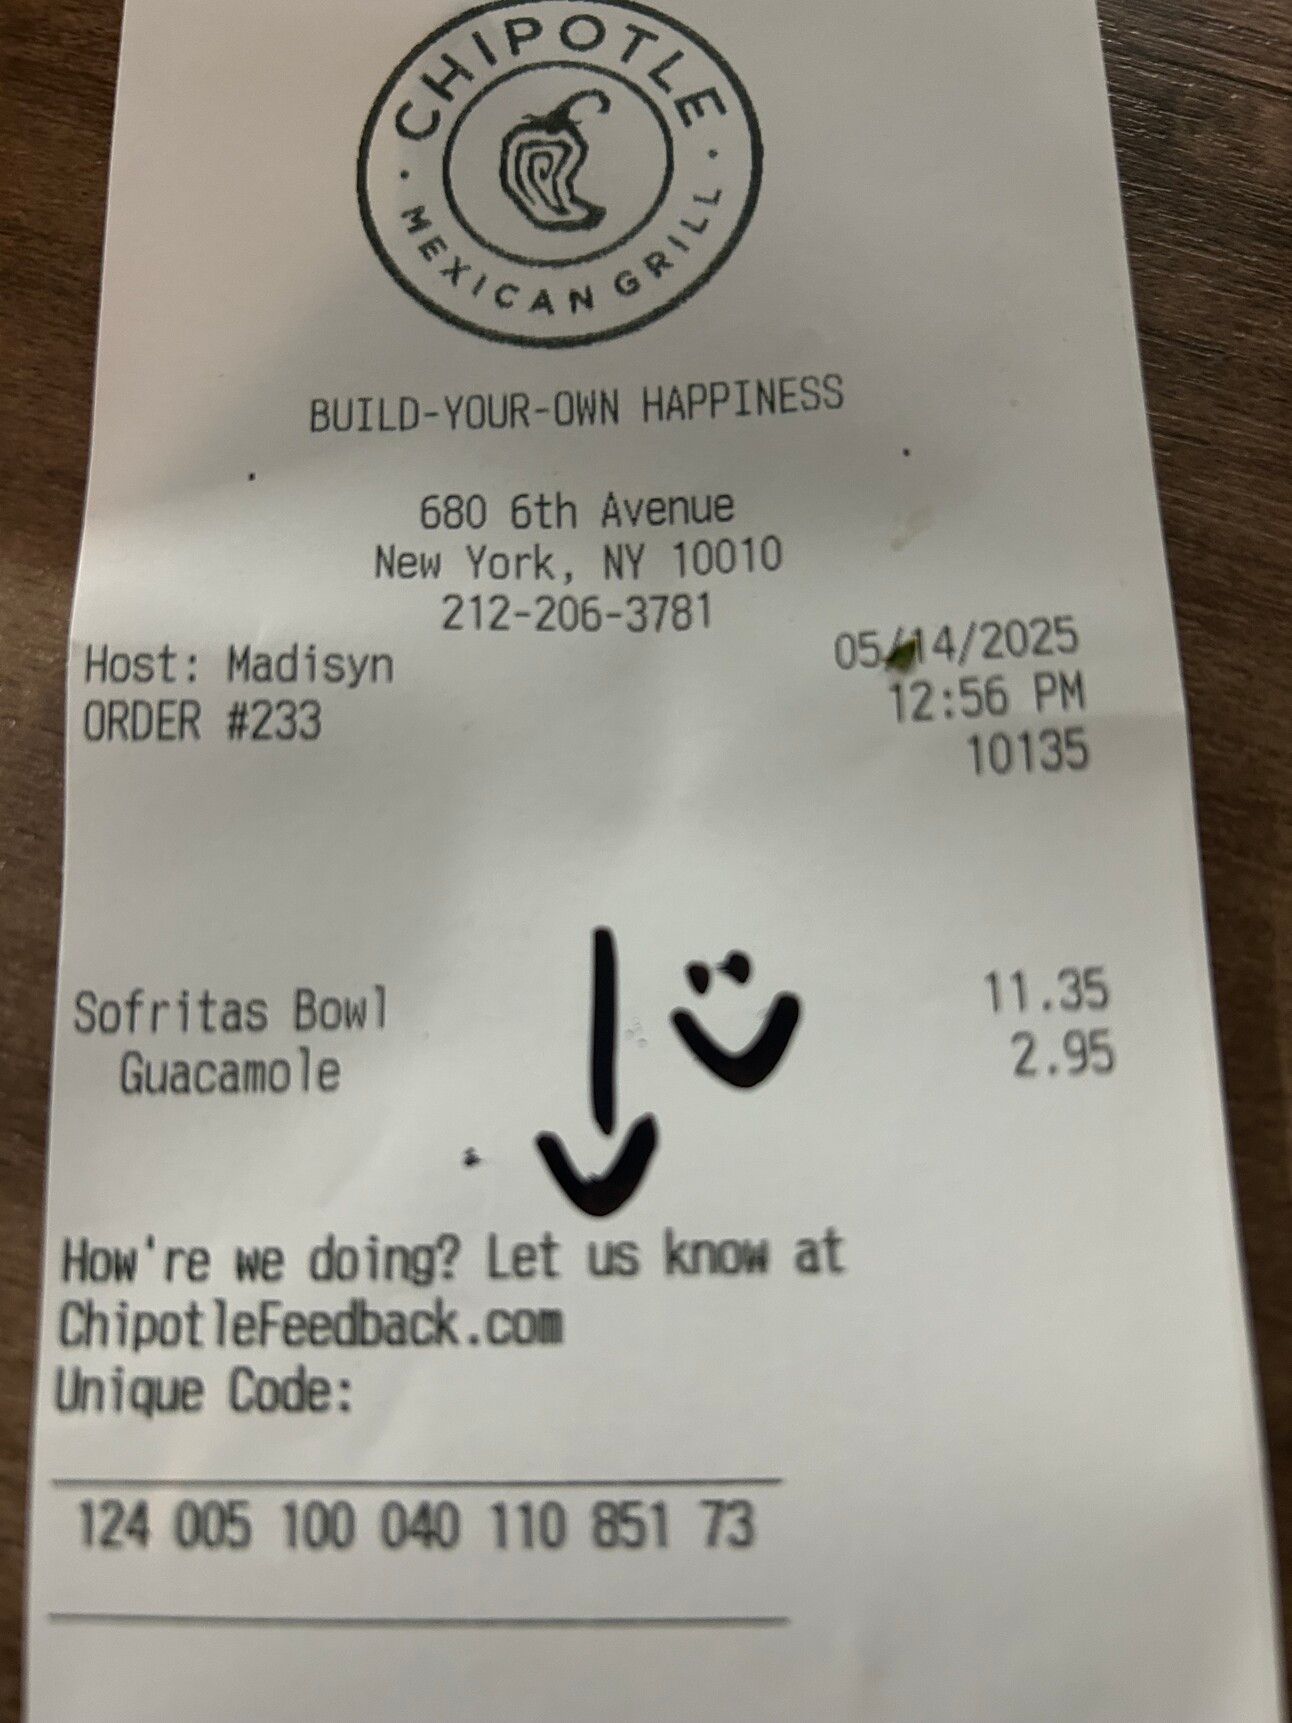 CHIPOTLE
MEXICAN GRILL
BUILD-YOUR-OWN HAPPINESS
680 6th Avenue
New York, NY 10010
212-206-3781
Host: Madisyn 05/14/2025
ORDER #233 12:56 PM
10135
Sofritas Bowl 11.35
Guacamole 2.95
How're we doing? Let us know at
ChipotleFeedback.com
Unique Code:
124 005 100 040 110 851 73